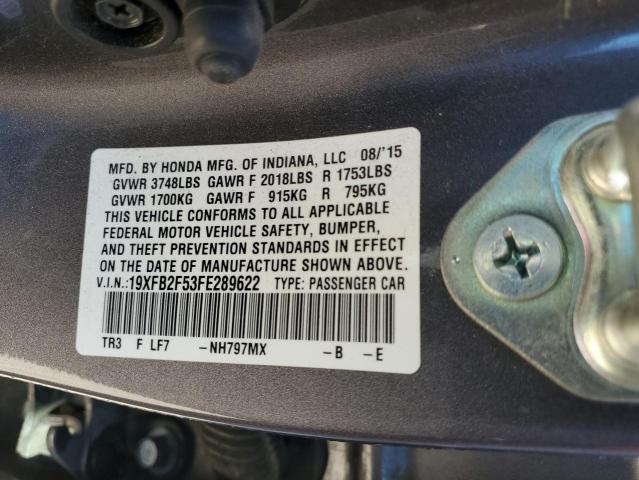 MFD. BY HONDA MFG. OF INDIANA, LLC 08/'15
GVWR 3748LBS GAWR F 2018LBS R 1753LBS
GVWR 1700KG GAWR F 915KG R 795KG
THIS VEHICLE CONFORMS TO ALL APPLICABLE
FEDERAL MOTOR VEHICLE SAFETY, BUMPER,
AND THEFT PREVENTION STANDARDS IN EFFECT
ON THE DATE OF MANUFACTURE SHOWN ABOVE.
V.I.N.:19XFB2F53FE289622 TYPE: PASSENGER CAR
TR3 F LF7 -NH797MX -B -E